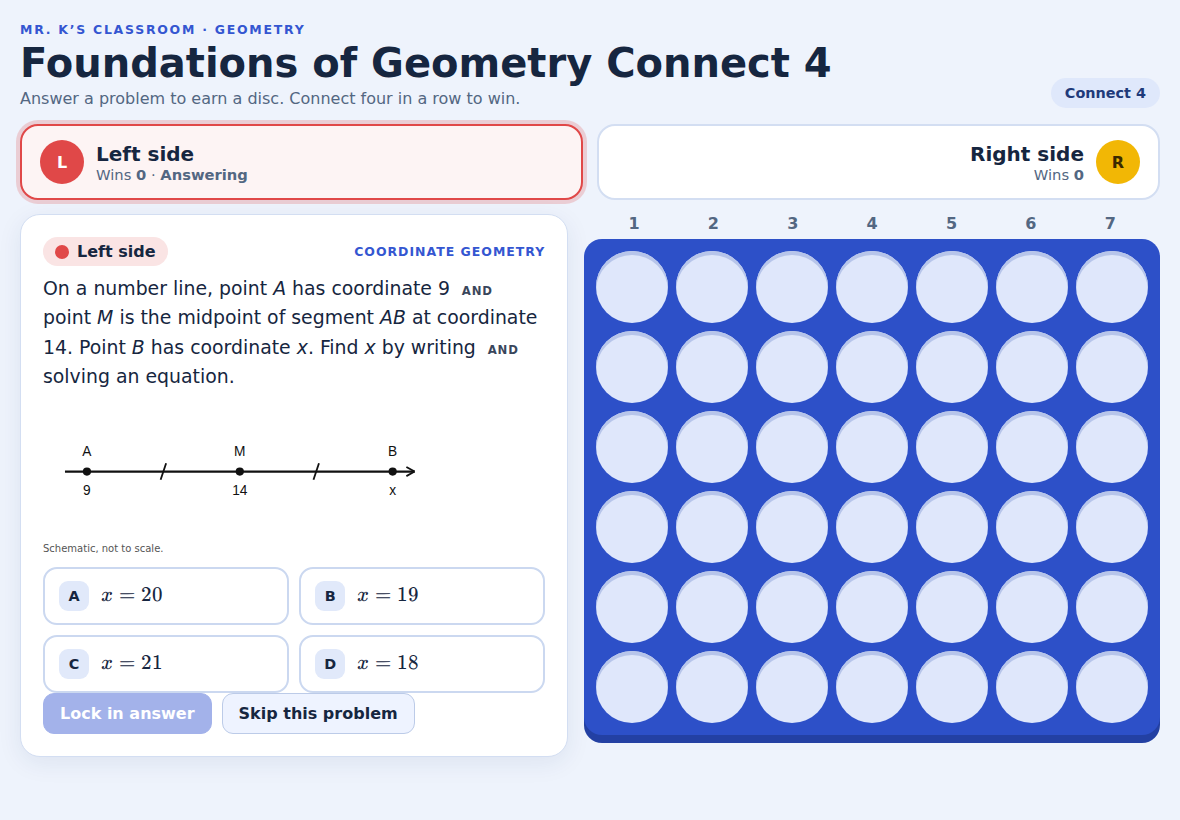 MR. K’S CLASSROOM · GEOMETRY
Foundations of Geometry Connect 4
Answer a problem to earn a disc. Connect four in a row to win.
Connect 4
L
Left side
Wins 0 · Answering
Right side
Wins 0
R
Left side
COORDINATE GEOMETRY
On a number line, point A has coordinate 9 AND
point M is the midpoint of segment AB at coordinate
14. Point B has coordinate x. Find x by writing AND
solving an equation.
A M B
9 14 x
Schematic, not to scale.
A x = 20
B x = 19
C x = 21
D x = 18
Lock in answer
Skip this problem
1 2 3 4 5 6 7